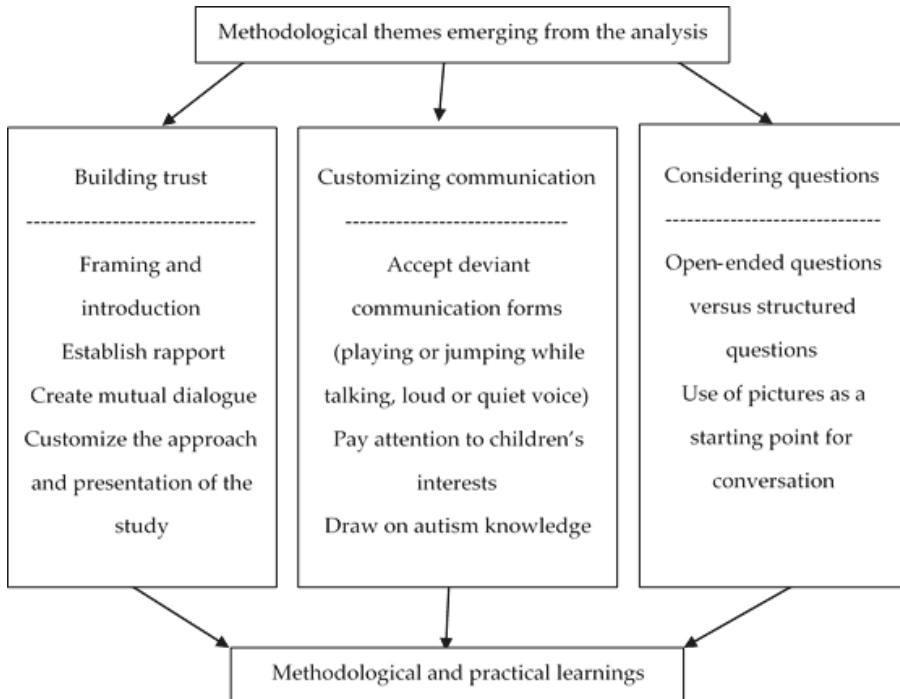 Methodological themes emerging from the analysis
Building trust
Framing and
introduction
Establish rapport
Create mutual dialogue
Customize the approach
and presentation of the
study
Customizing communication
Accept deviant
communication forms
(playing or jumping while
talking, loud or quiet voice)
Pay attention to children's
interests
Draw on autism knowledge
Considering questions
Open-ended questions
versus structured
questions
Use of pictures as a
starting point for
conversation
Methodological and practical learnings